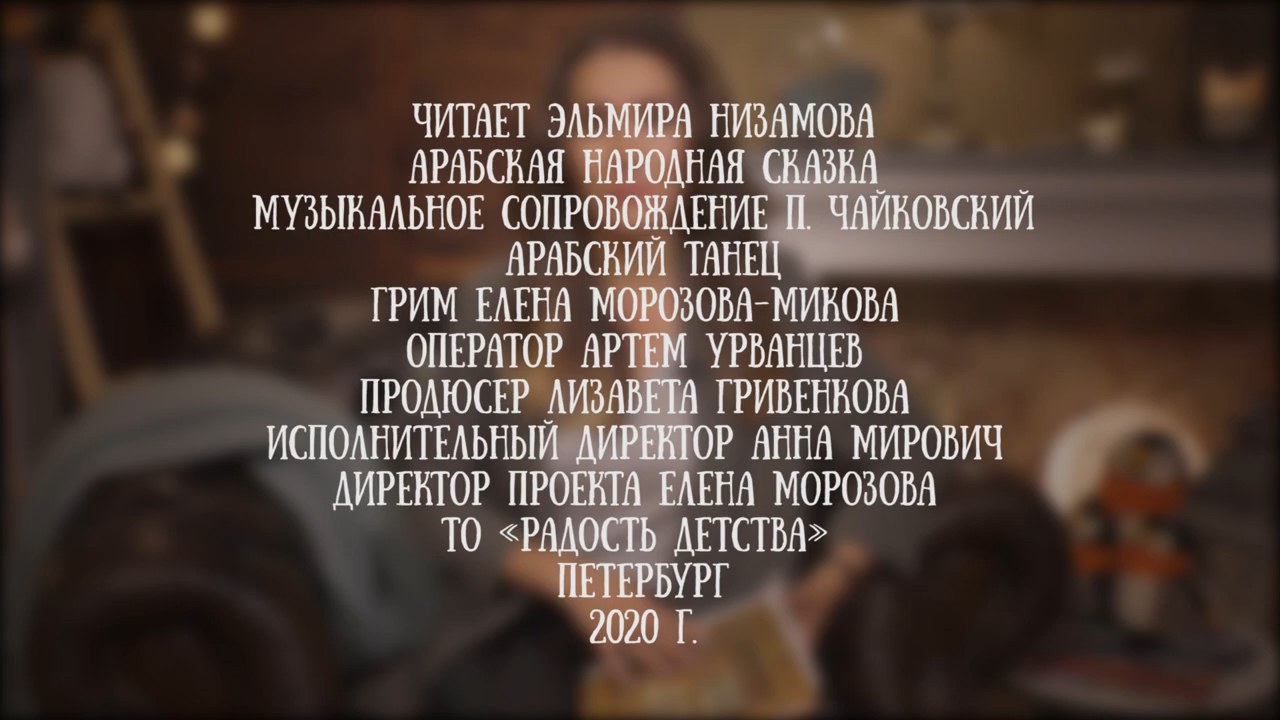 ЧИТАЕТ ЭЛЬМИРА НИЗАМОВА
АРАБСКАЯ НАРОДНАЯ СКАЗКА
МУЗЫКАЛЬНОЕ СОПРОВОЖДЕНИЕ П. ЧАЙКОВСКИЙ
АРАБСКИЙ ТАНЕЦ
ГРИМ ЕЛЕНА МОРОЗОВА-МИКОВА
ОПЕРАТОР АРТЕМ УРВАНЦЕВ
ПРОДЮСЕР ЛИЗАВЕТА ГРИВЕНКОВА
ИСПОЛНИТЕЛЬНЫЙ ДИРЕКТОР АННА МИРОВИЧ
ДИРЕКТОР ПРОЕКТА ЕЛЕНА МОРОЗОВА
ТО «РАДОСТЬ ДЕТСТВА»
ПЕТЕРБУРГ
2020 Г.